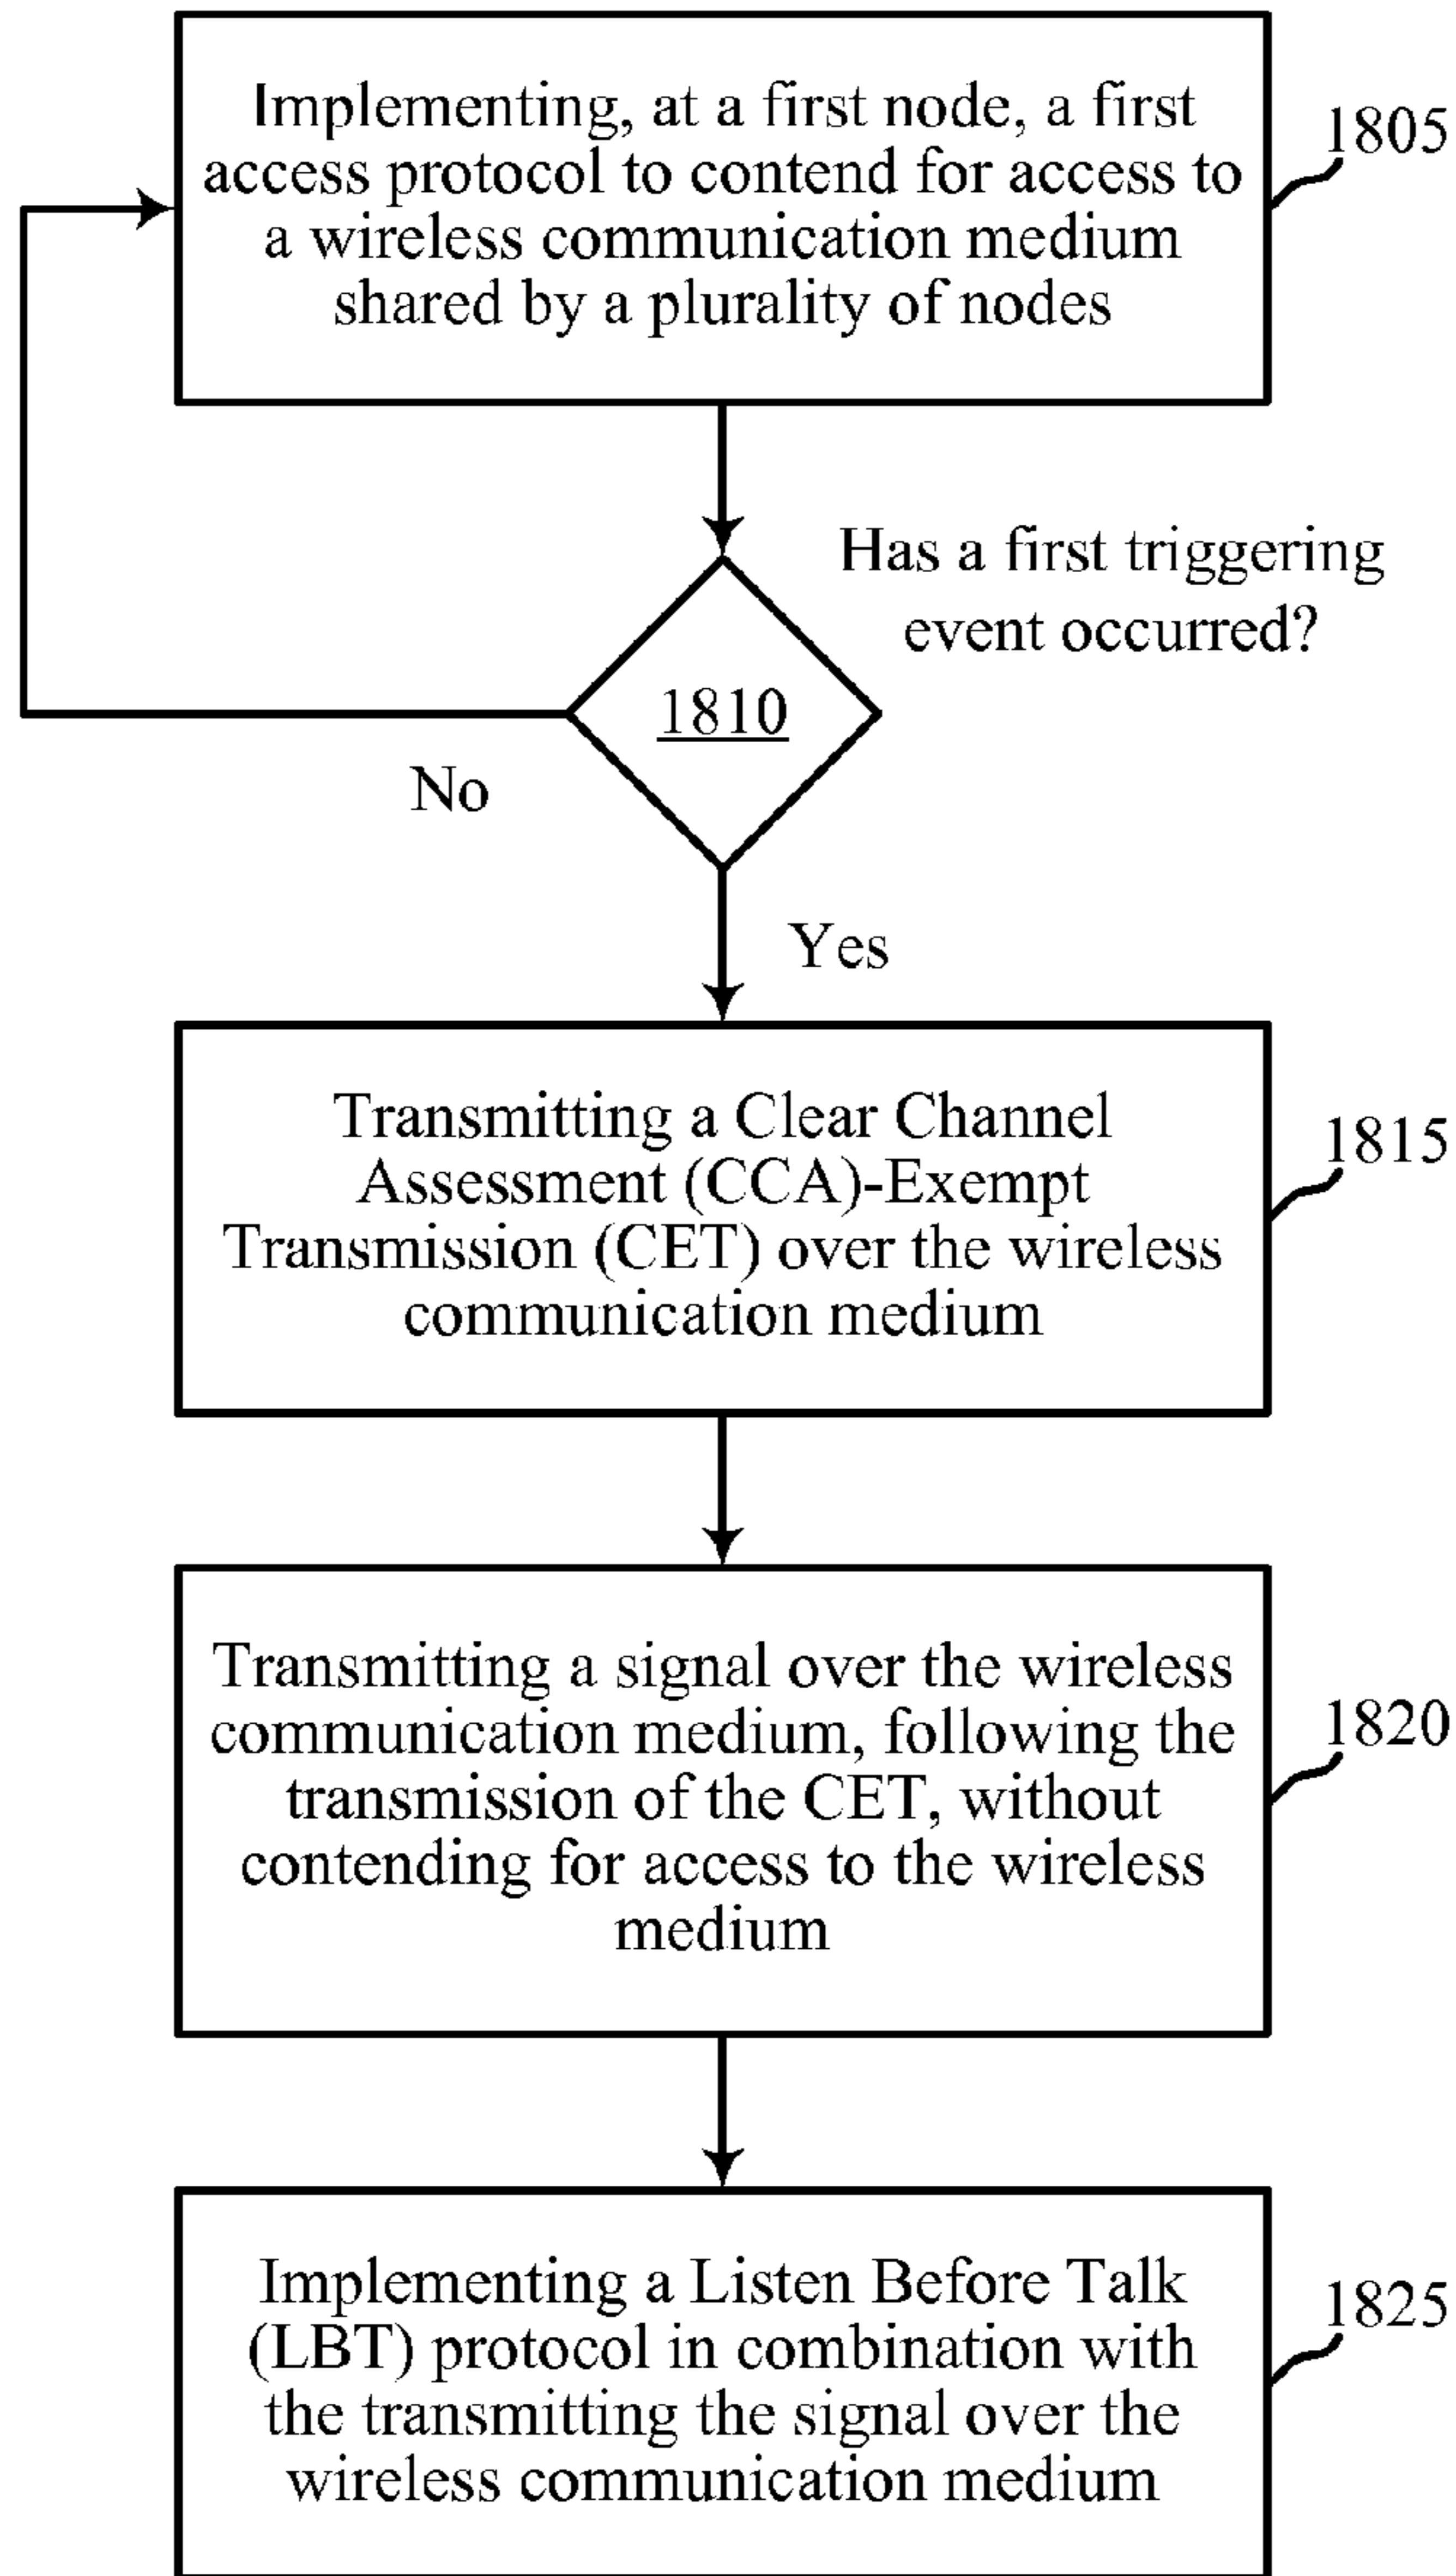 Implementing, at a first node, a first
access protocol to contend for access to
a wireless communication medium
shared by a plurality of nodes
1805
Has a first triggering
event occurred?
1810
No
Yes
Transmitting a Clear Channel
Assessment (CCA)-Exempt
Transmission (CET) over the wireless
communication medium
1815
Transmitting a signal over the wireless
communication medium, following the
transmission of the CET, without
contending for access to the wireless
medium
1820
Implementing a Listen Before Talk
(LBT) protocol in combination with
the transmitting the signal over the
wireless communication medium
1825